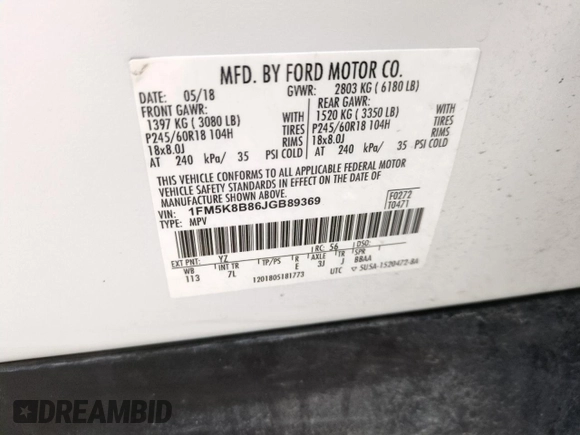 MFD. BY FORD MOTOR CO.
DATE: 05/18 GVWR: 2803 KG ( 6180 LB)
FRONT GAWR: REAR GAWR:
1397 KG ( 3080 LB) WITH 1520 KG ( 3350 LB) WITH
P245/60R18 104H TIRES P245/60R18 104H TIRES
18x8.0J RIMS 18x8.0J RIMS
AT 240 kPa/ 35 PSI COLD AT 240 kPa/ 35 PSI COLD
THIS VEHICLE CONFORMS TO ALL APPLICABLE FEDERAL MOTOR
VEHICLE SAFETY STANDARDS IN EFFECT ON THE DATE OF
MANUFACTURE SHOWN ABOVE.
VIN: 1FM5K8B86JGB89369 F0272
TYPE: MPV T0471
EXT PNT: YZ RC: 56 DSO:
WB INT TR TP/PS R AXLE TR SPR
113 7L E 3J J BBAA
1201805181773 UTC 5U5A-1520472-BA
DREAMBID